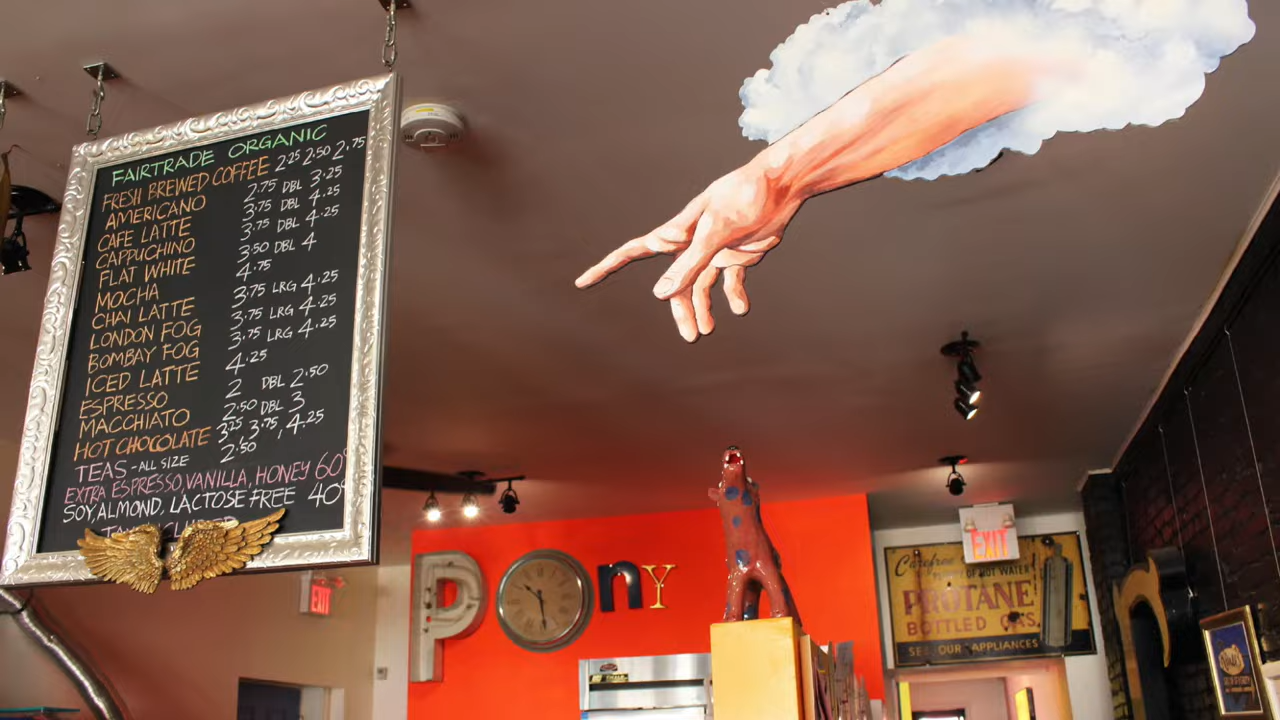 FAIRTRADE ORGANIC
FRESH BREWED COFFEE 2.25 2.50 2.75
AMERICANO 2.75 DBL 3.25
CAFE LATTE 3.75 DBL 4.25
CAPPUCHINO 3.75 DBL 4.25
FLAT WHITE 3.50 DBL 4
MOCHA 4.75
CHAI LATTE 3.75 LRG 4.25
LONDON FOG 3.75 LRG 4.25
BOMBAY FOG 3.75 LRG 4.25
ICED LATTE 4.25
ESPRESSO 2 DBL 2.50
MACCHIATO 2.50 DBL 3
HOT CHOCOLATE 3.25, 3.75, 4.25
TEAS - ALL SIZE 2.50
EXTRA ESPRESSO, VANILLA, HONEY 60¢
SOY, ALMOND, LACTOSE FREE 40¢
EXIT
P
n
Y
EXIT
Carefree
HOT WATER
PROTANE
BOTTLED GAS
SEE OUR APPLIANCES